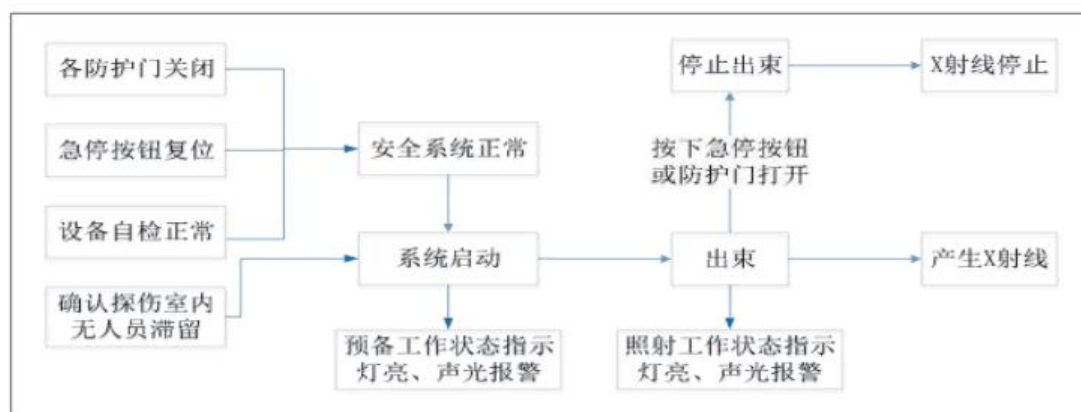 各防护门关闭
急停按钮复位
设备自检正常
确认探伤室内
无人员滞留
安全系统正常
系统启动
预备工作状态指示
灯亮、声光报警
停止出束
X射线停止
按下急停按钮
或防护门打开
出束
产生X射线
照射工作状态指示
灯亮、声光报警